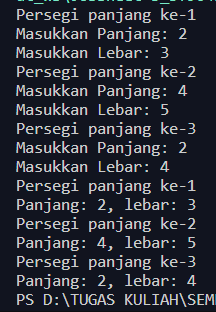 Persegi panjang ke-1
Masukkan Panjang: 2
Masukkan Lebar: 3
Persegi panjang ke-2
Masukkan Panjang: 4
Masukkan Lebar: 5
Persegi panjang ke-3
Masukkan Panjang: 2
Masukkan Lebar: 4
Persegi panjang ke-1
Panjang: 2, lebar: 3
Persegi panjang ke-2
Panjang: 4, lebar: 5
Persegi panjang ke-3
Panjang: 2, lebar: 4
PS D:\TUGAS KULIAH\SEM